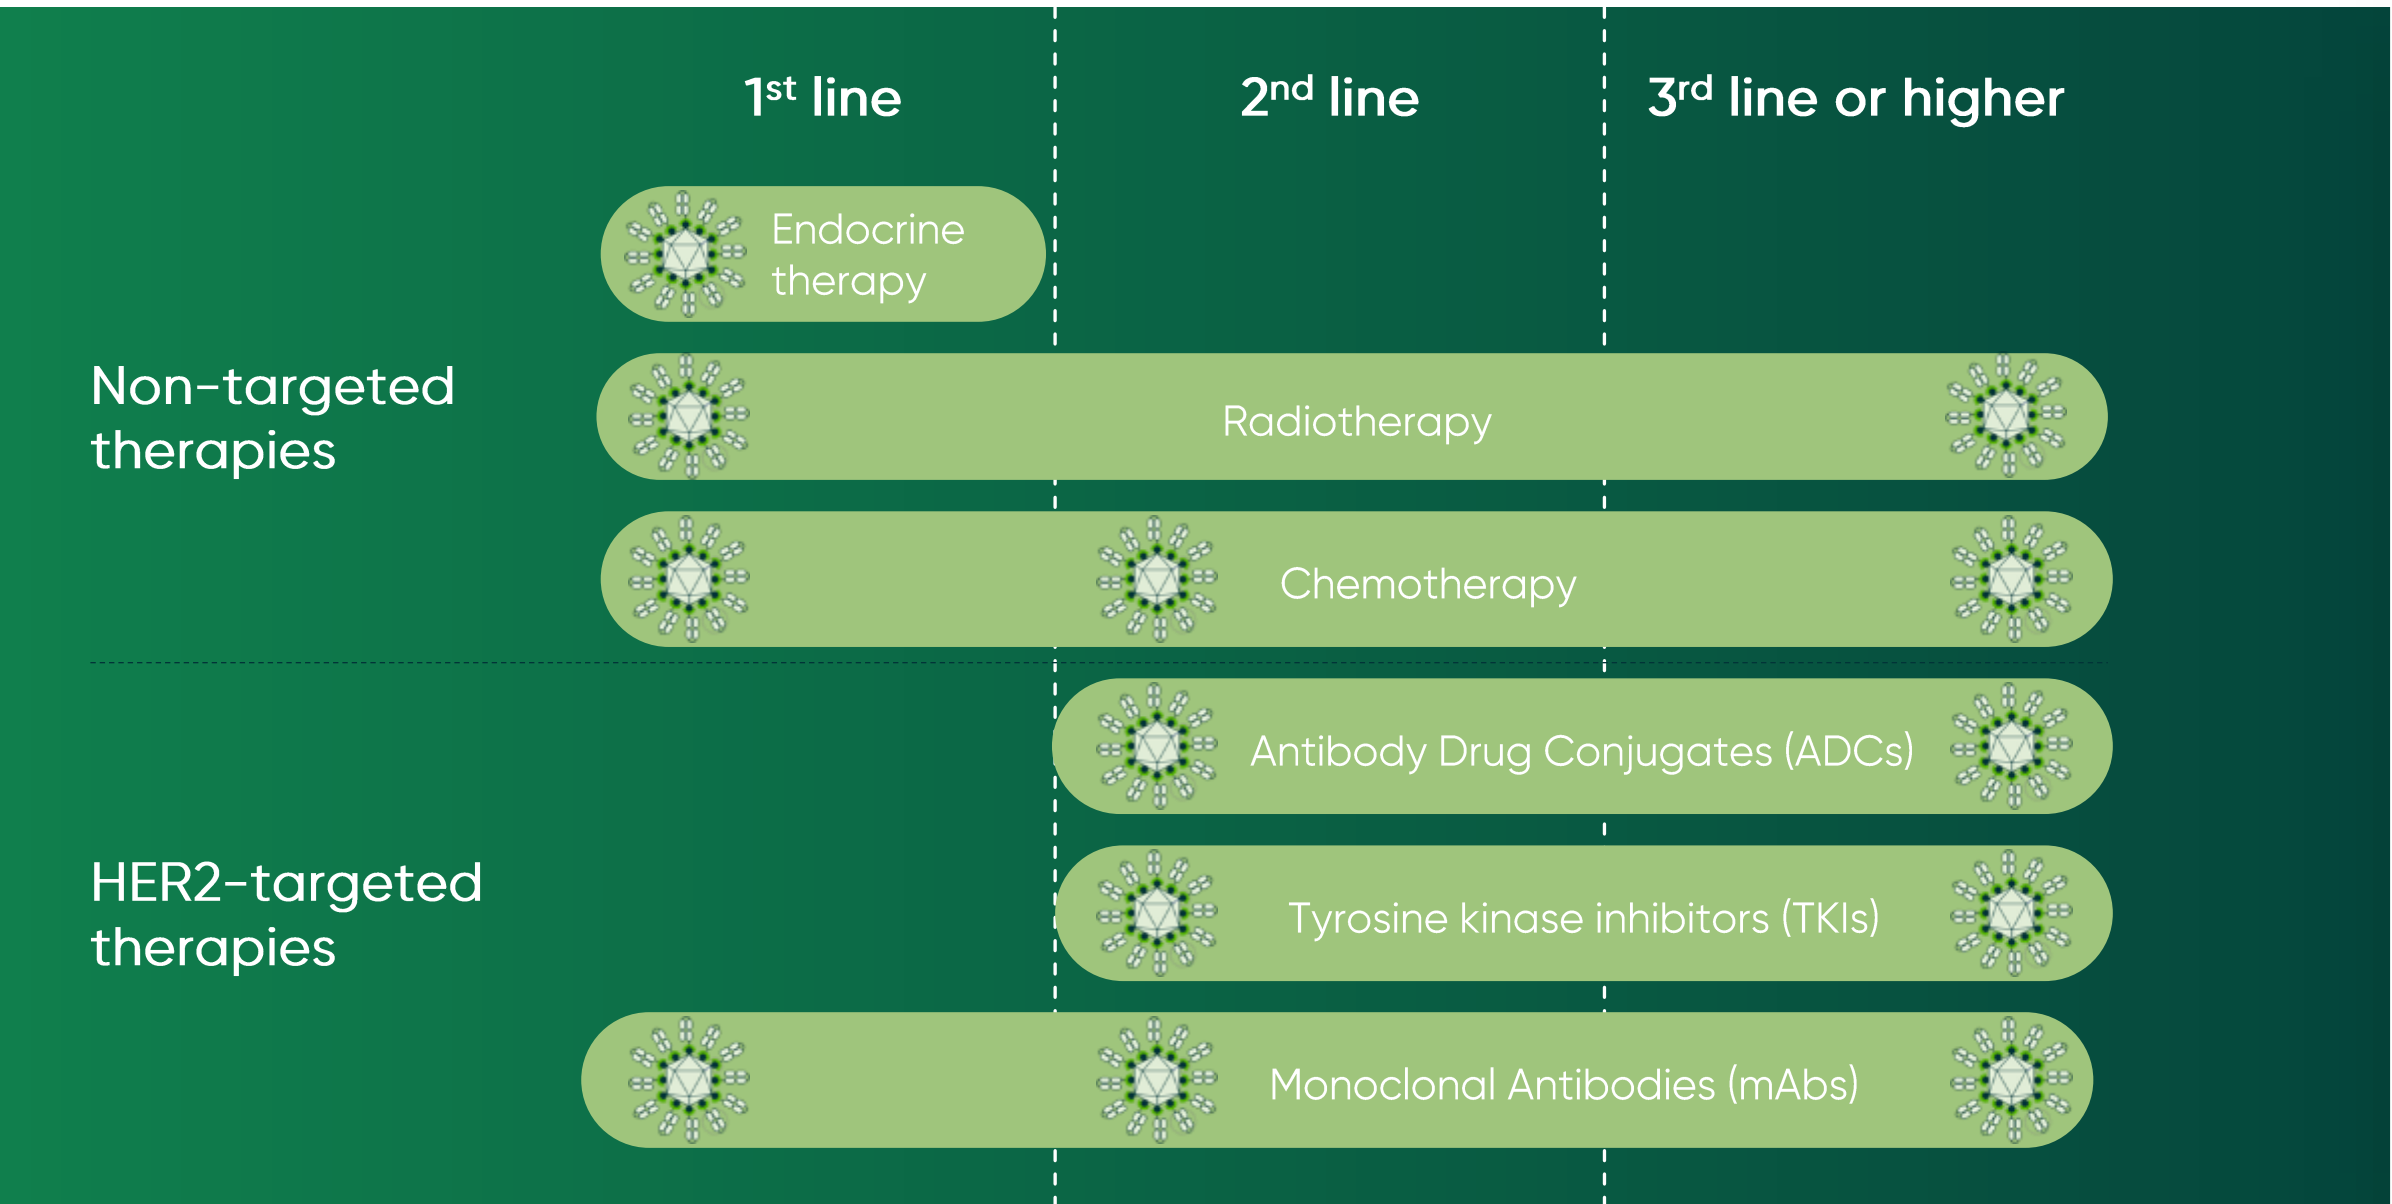 1st line
2nd line
3rd line or higher
Endocrine
therapy
Non-targeted
therapies
Radiotherapy
Chemotherapy
Antibody Drug Conjugates (ADCs)
HER2-targeted
therapies
Tyrosine kinase inhibitors (TKIs)
Monoclonal Antibodies (mAbs)